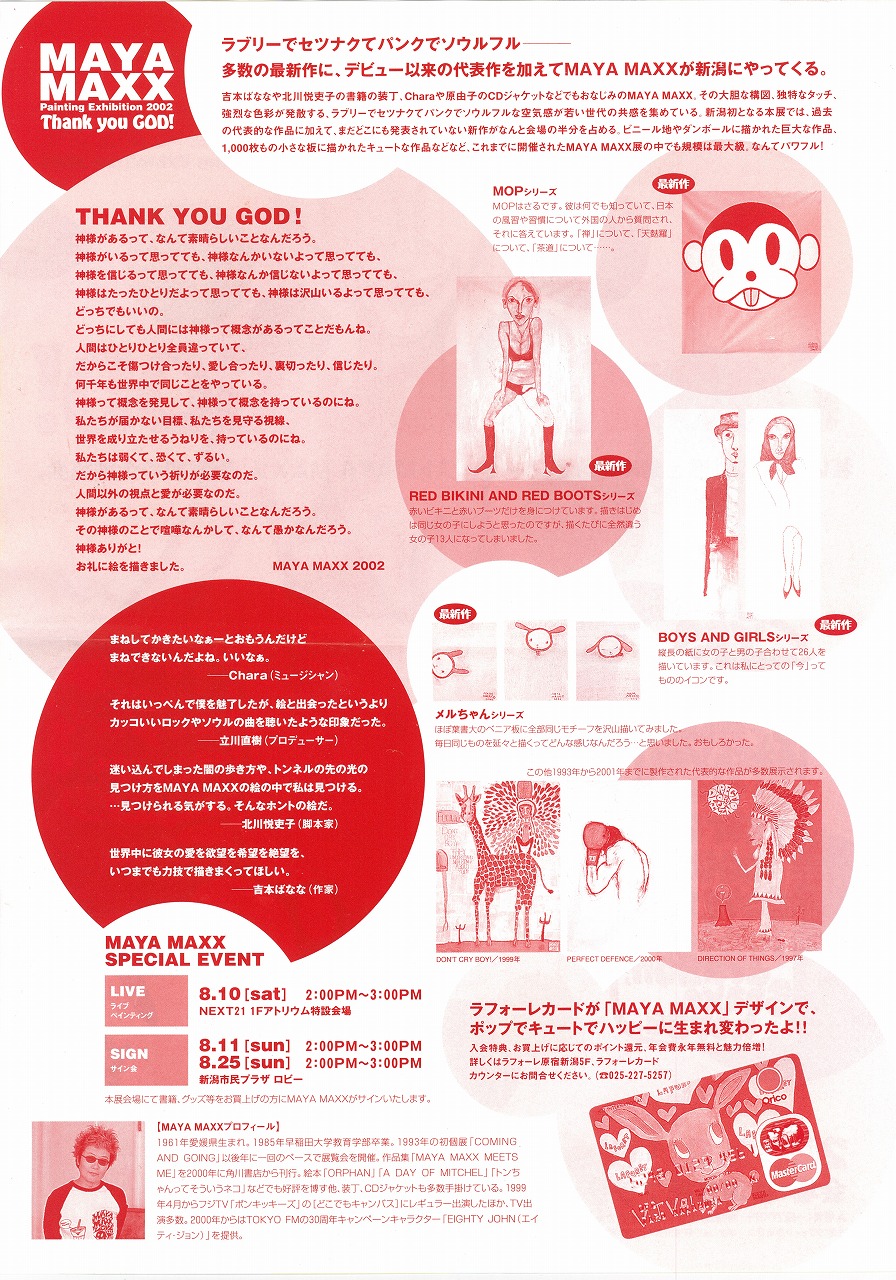 MAYA
MAXX
Painting Exhibition 2002
Thank you GOD!
ラブリーでセツナクてパンクでソウルフル――
多数の最新作に、デビュー以来の代表作を加えてMAYA MAXXが新潟にやってくる。
吉本ばななや北川悦吏子の書籍の装丁、Charaや原由子のCDジャケットなどでもおなじみのMAYA MAXX。その大胆な構図、独特なタッチ、
強烈な色彩が発散する、ラブリーでセツナクてパンクでソウルフルな空気感が若い世代の共感を集めている。新潟初となる本展では、過去
の代表的な作品に加えて、まだどこにも発表されていない新作がなんと会場の半分を占める。ビニール地やダンボールに描かれた巨大な作品、
1,000枚もの小さな板に描かれたキュートな作品などなど、これまでに開催されたMAYA MAXX展の中でも規模は最大級。なんてパワフル！
THANK YOU GOD！
神様があるって、なんて素晴らしいことなんだろう。
神様がいるって思ってても、神様なんかいないよって思ってても、
神様を信じるって思ってても、神様なんか信じないよって思ってても、
神様はたったひとりだよって思ってても、神様は沢山いるよって思ってても、
どっちでもいいの。
どっちにしても人間には神様って概念があるってことだもんね。
人間はひとりひとり全員違っていて、
だからこそ傷つけ合ったり、愛し合ったり、裏切ったり、信じたり。
何千年も世界中で同じことをやっている。
神様って概念を発見して、神様って概念を持っているのにね。
私たちが届かない目標、私たちを見守る視線、
世界を成り立たせるうねりを、持っているのにね。
私たちは弱くて、恐くて、ずるい。
だから神様っていう祈りが必要なのだ。
人間以外の視点と愛が必要なのだ。
神様があるって、なんて素晴らしいことなんだろう。
その神様のことで喧嘩なんかして、なんて愚かなんだろう。
神様ありがと！
お礼に絵を描きました。 MAYA MAXX 2002
MOPシリーズ
MOPはさるです。彼は何でも知っていて、日本
の風習や習慣について外国の人から質問され、
それに答えています。「禅」について、「天麩羅」
について、「茶道」について……。
最新作
最新作
RED BIKINI AND RED BOOTSシリーズ
赤いビキニと赤いブーツだけを身につけています。描きはじめ
は同じ女の子にしようと思ったのですが、描くたびに全然違う
女の子13人になってしまいました。
最新作
BOYS AND GIRLSシリーズ
縦長の紙に女の子と男の子合わせて26人を
描いています。これは私にとっての「今」って
もののイコンです。
最新作
メルちゃんシリーズ
ほぼ葉書大のベニア板に全部同じモチーフを沢山描いてみました。
毎日同じものを延々と描くってどんな感じなんだろう…と思いました。おもしろかった。
この他1993年から2001年までに製作された代表的な作品が多数展示されます。
DON'T CRY BOY!／1999年
PERFECT DEFENCE／2000年
DIRECTION OF THINGS／1997年
まねしてかきたいなぁーとおもうんだけど
まねできないんだよね。いいなぁ。
――Chara（ミュージシャン）
それはいっぺんで僕を魅了したが、絵と出会ったというより
カッコいいロックやソウルの曲を聴いたような印象だった。
――立川直樹（プロデューサー）
迷い込んでしまった闇の歩き方や、トンネルの先の光の
見つけ方をMAYA MAXXの絵の中で私は見つける。
…見つけられる気がする。そんなホントの絵だ。
――北川悦吏子（脚本家）
世界中に彼女の愛を欲望を希望を絶望を、
いつまでも力技で描きまくってほしい。
――吉本ばなな（作家）
MAYA MAXX
SPECIAL EVENT
LIVE
ライブ
ペインティング
8.10 [sat] 2:00PM～3:00PM
NEXT21 1Fアトリウム特設会場
SIGN
サイン会
8.11 [sun] 2:00PM～3:00PM
8.25 [sun] 2:00PM～3:00PM
新潟市民プラザ ロビー
本展会場にて書籍、グッズ等をお買上げの方にMAYA MAXXがサインいたします。
【MAYA MAXXプロフィール】
1961年愛媛県生まれ。1985年早稲田大学教育学部卒業。1993年の初個展「COMING
AND GOING」以後年に一回のペースで展覧会を開催。作品集「MAYA MAXX MEETS
ME」を2000年に角川書店から刊行。絵本「ORPHAN」「A DAY OF MITCHEL」「トンち
ゃんってそういうネコ」などでも好評を博す他、装丁、CDジャケットも多数手掛けている。1999
年4月からフジTV「ポンキッキーズ」の「どこでもキャンバス」にレギュラー出演したほか、TV出
演多数。2000年からはTOKYO FMの30周年キャンペーンキャラクター「EIGHTY JOHN（エイ
ティ・ジョン）」を提供。
ラフォーレカードが「MAYA MAXX」デザインで、
ポップでキュートでハッピーに生まれ変わったよ!!
入会特典、お買上げに応じてのポイント還元、年会費永年無料と魅力倍増！
詳しくはラフォーレ原宿新潟5F、ラフォーレカード
カウンターにお問合せください。（☎025-227-5257）
Orico
MasterCard